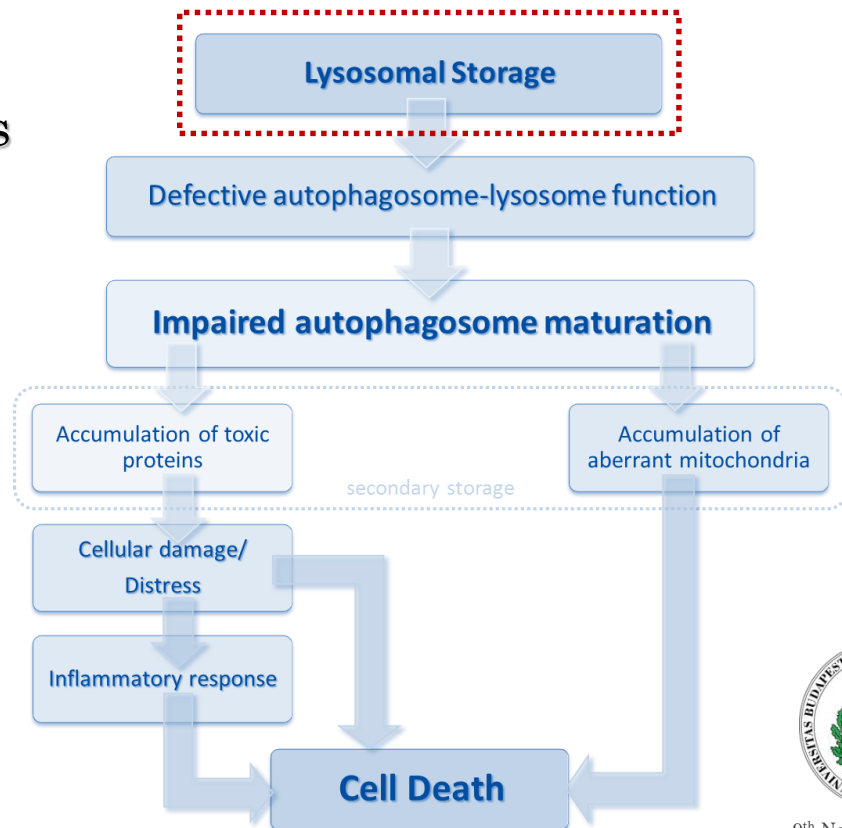 Lysosomal Storage
Defective autophagosome-lysosome function
Impaired autophagosome maturation
Accumulation of toxic
proteins
Accumulation of
aberrant mitochondria
secondary storage
Cellular damage/
Distress
Inflammatory response
Cell Death